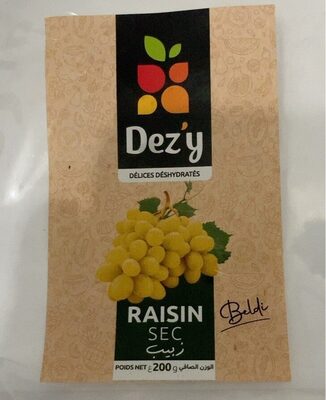 Dez'y
DÉLICES DÉSHYDRATÉS
RAISIN
SEC
زبيب
Beldi
POIDS NET غ 200 g الوزن الصافي